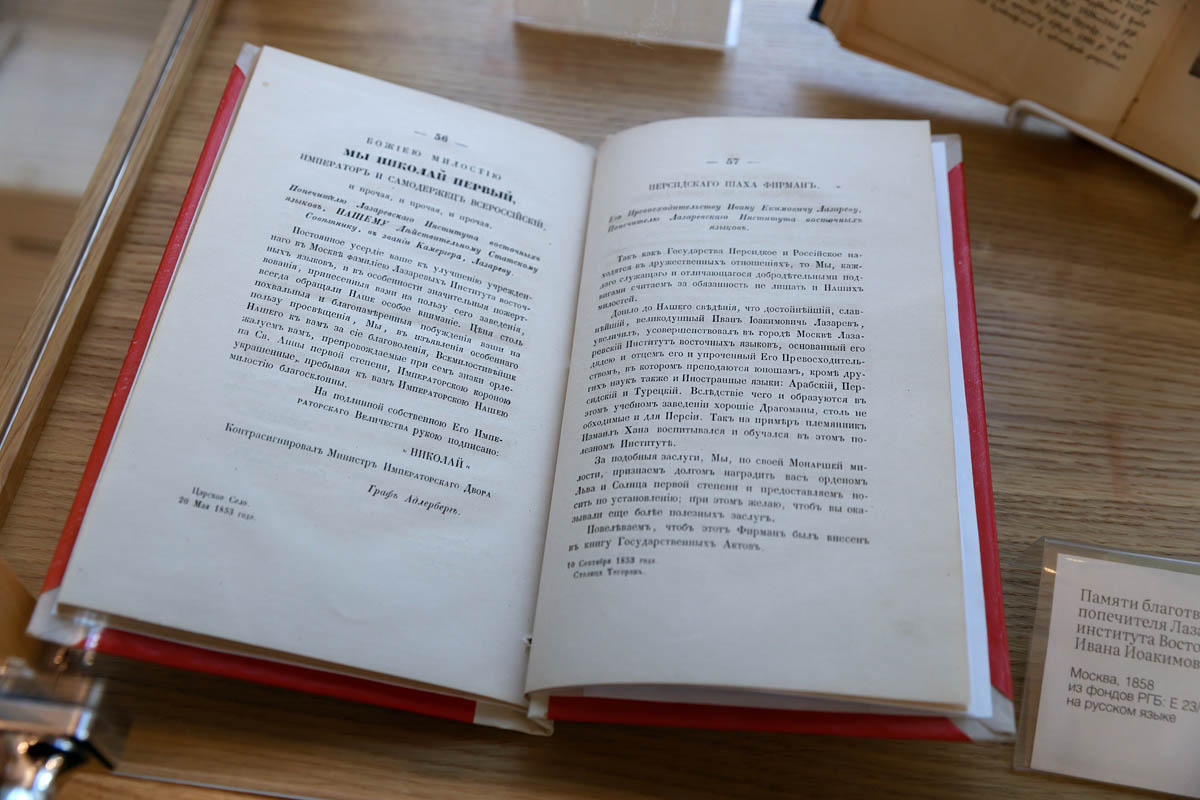 — 56 —
БОЖІЕЮ МИЛОСТІЮ
МЫ НИКОЛАЙ ПЕРВЫЙ,
ИМПЕРАТОРЪ И САМОДЕРЖЕЦЪ ВСЕРОССІЙСКІЙ
и прочая, и прочая, и прочая.
Попечителю Лазаревскаго Института восточныхъ
языковъ, НАШЕМУ Дѣйствительному Статскому
Совѣтнику, въ званіи Камергера, Лазареву.
Постоянное усердіе ваше къ улучшенію учрежден-
наго въ Москвѣ фамиліею Лазаревыхъ Института восточ-
ныхъ языковъ, и въ особенности значительныя пожерт-
вованія, принесенныя вами на пользу сего заведенія,
всегда обращали Наше особое вниманіе. Цѣня столь
похвальныя и благонамѣренныя побужденія ваши на
пользу просвѣщенія, Мы, въ изъявленіе особеннаго
Нашего къ вамъ за сіе благоволенія, Всемилостивѣйше
жалуемъ вамъ, препровождаемые при семъ знаки орде-
на Св. Анны первой степени, Императорскою короною
украшенные, пребывая къ вамъ Императорскою Нашею
милостію благосклонны.
На подлинной собственною Его Импе-
раторскаго Величества рукою подписано:
« НИКОЛАЙ »
Контрасигнировалъ Министръ Императорскаго Двора
Графъ Адлербергъ.
Царское Село.
20 Мая 1853 года.
— 57 —
ПЕРСИДСКАГО ШАХА ФИРМАНЪ.
Его Превосходительству Ивану Екимовичу Лазареву,
Попечителю Лазаревскаго Института восточныхъ
языковъ.
Такъ какъ Государства Персидкое и Россійское на-
ходятся въ дружественныхъ отношеніяхъ, то Мы, каж-
даго служащаго и отличающагося добродѣтельными под-
вигами считаемъ за обязанность не лишать и Нашихъ
милостей.
Дошло до Нашего свѣдѣнія, что достойнѣйшій, слав-
нѣйшій, великодушный Иванъ Іоакимовичъ Лазаревъ,
увеличилъ, усовершенствовалъ въ городѣ Москвѣ Лаза-
ревскій Институтъ восточныхъ языковъ, основанный его
дядею и отцемъ его и упроченный Его Превосходитель-
ствомъ, въ которомъ преподаются юношамъ, кромѣ дру-
гихъ наукъ также и Иностранные языки: Арабскій, Пер-
сидскій и Турецкій. Вслѣдствіе чего и образуются въ
этомъ учебномъ заведеніи хорошіе Драгоманы, столь не
обходимые и для Персіи. Такъ на примѣръ племянникъ
Измаилъ Хана воспитывался и обучался въ этомъ по-
лезномъ Институтѣ.
За подобныя заслуги, Мы, по своей Монаршей ми-
лости, признаемъ долгомъ наградить васъ орденомъ
Льва и Солнца первой степени и предоставляемъ но-
сить по установленію; при этомъ желаю, чтобъ вы ока-
зывали еще болѣе полезныхъ заслугъ.
Повелѣваемъ, чтобъ этотъ Фирманъ былъ внесенъ
въ книгу Государственныхъ Актовъ.
10 Сентября 1853 года.
Столица Тегеранъ.
Памяти благотв
попечителя Лаза
института Восто
Ивана Йоакимов
Москва, 1858
из фондов РГБ: Е 23/
на русском языке